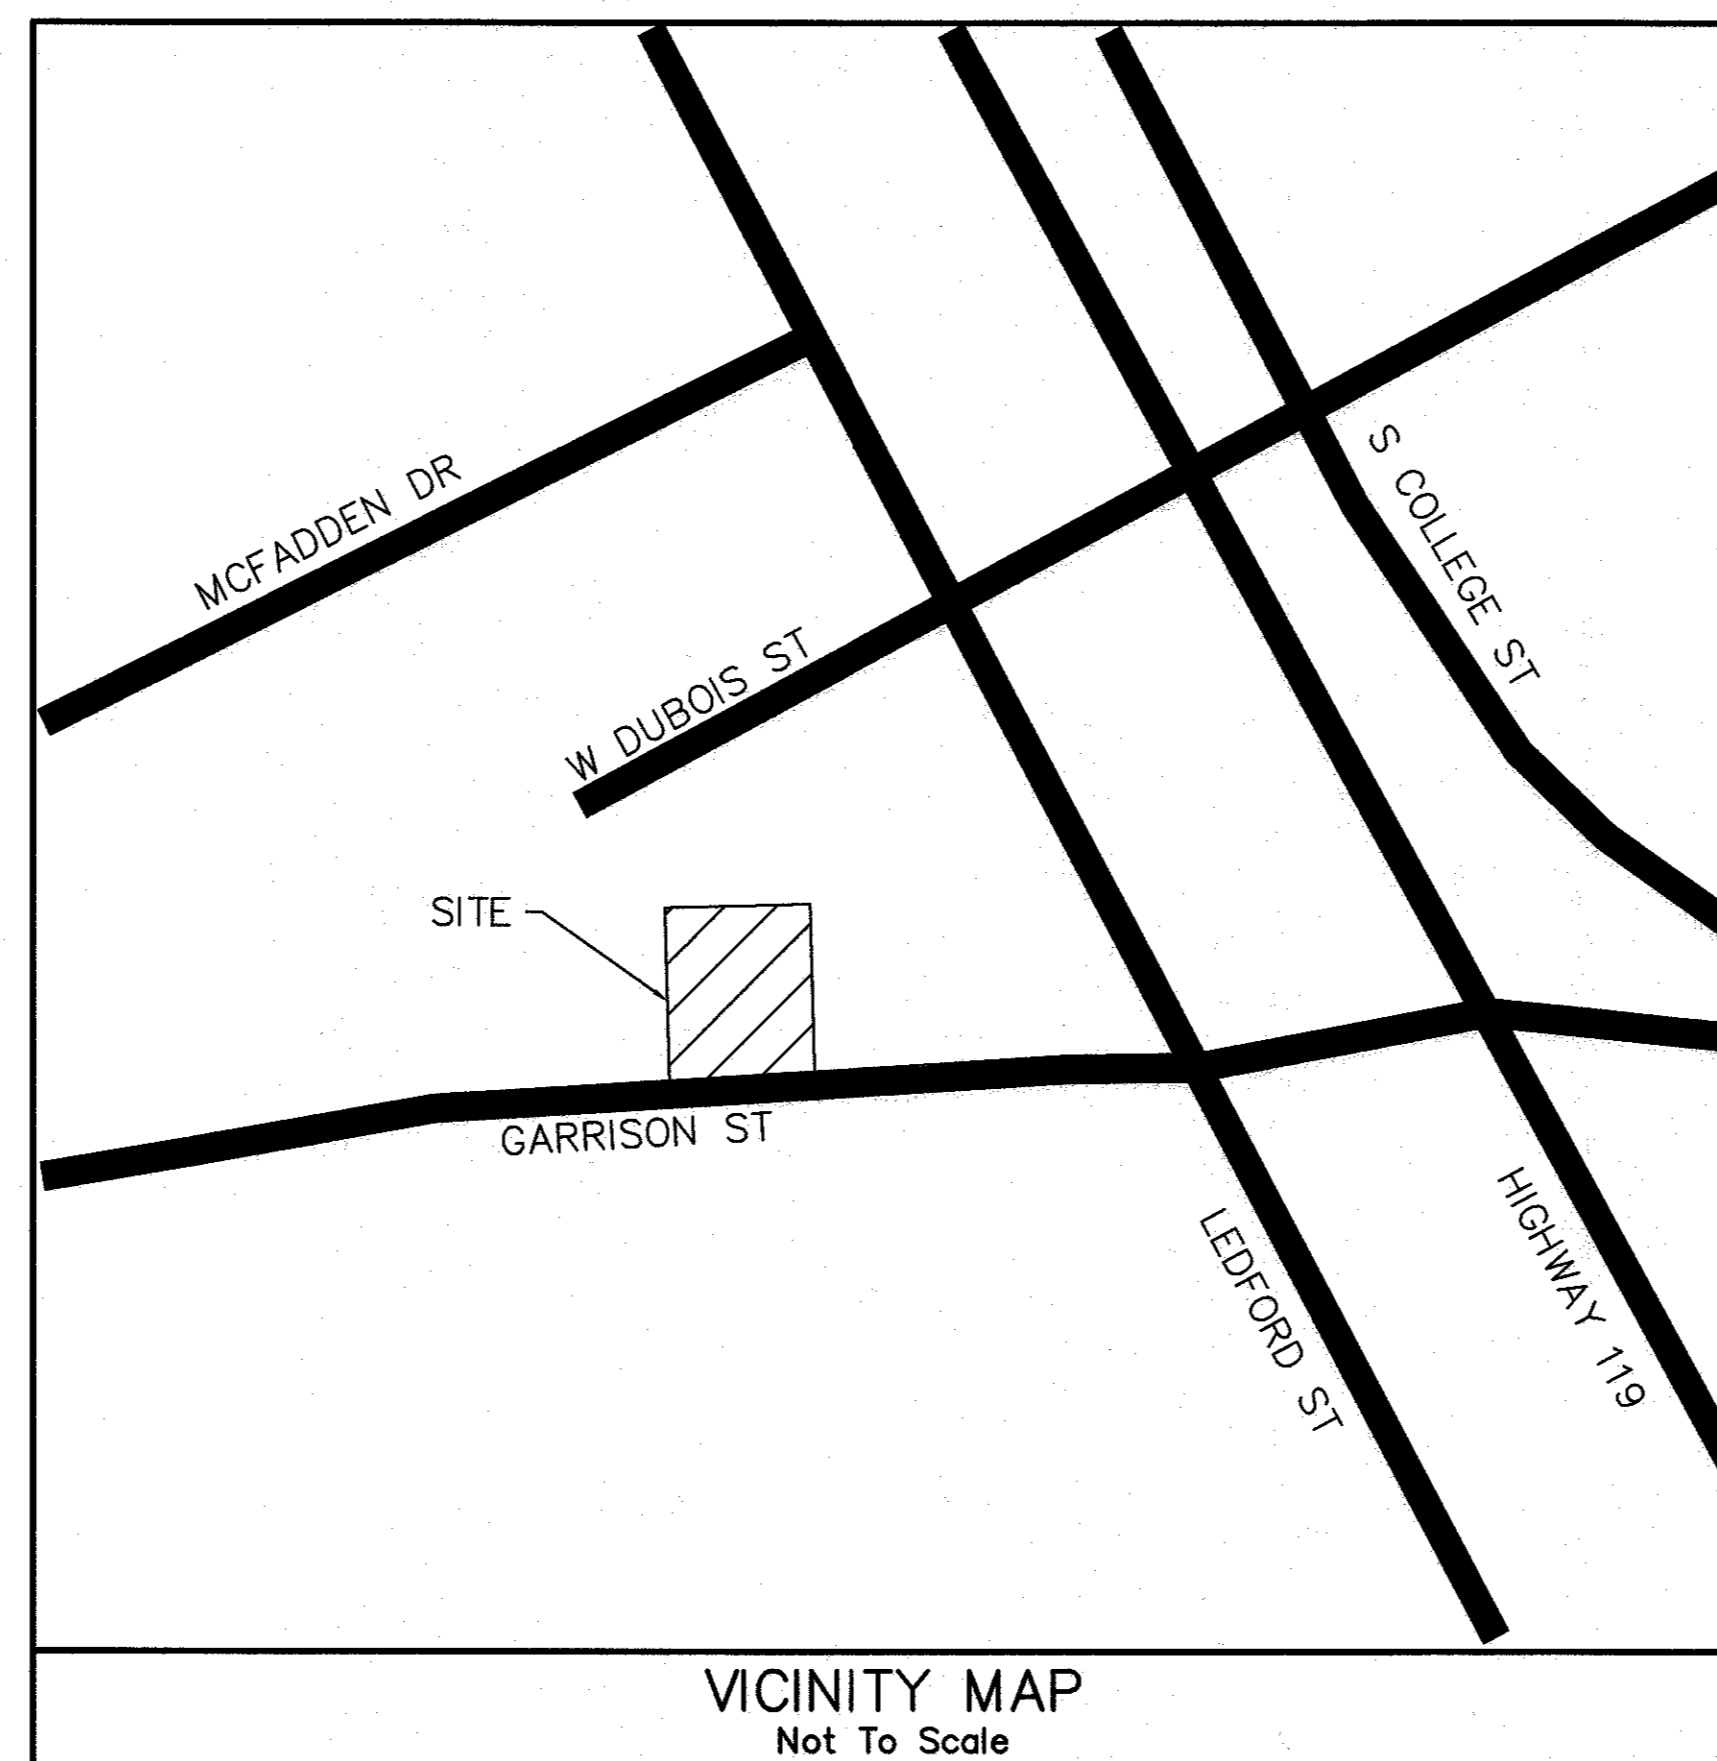 S COLLEGE ST
MCFADDEN DR
W DUBOIS ST
SITE
GARRISON ST
LEDFORD ST
HIGHWAY 119
VICINITY MAP
Not To Scale